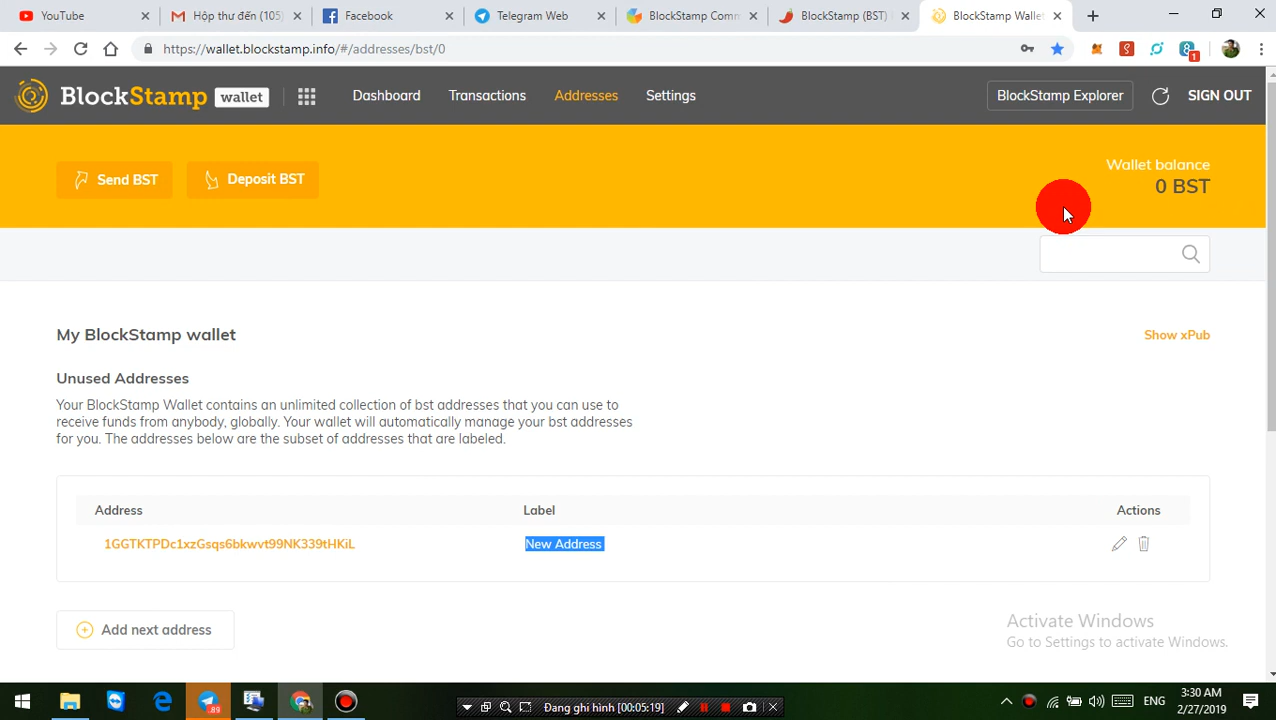 YouTube
Hộp thư đến (105)
Facebook
Telegram Web
BlockStamp Comm
BlockStamp (BST)
BlockStamp Wallet
https://wallet.blockstamp.info/#/addresses/bst/0
1
BlockStamp wallet
Dashboard
Transactions
Addresses
Settings
BlockStamp Explorer
SIGN OUT
Send BST
Deposit BST
Wallet balance
0 BST
My BlockStamp wallet
Show xPub
Unused Addresses
Your BlockStamp Wallet contains an unlimited collection of bst addresses that you can use to
receive funds from anybody, globally. Your wallet will automatically manage your bst addresses
for you. The addresses below are the subset of addresses that are labeled.
Address
Label
Actions
1GGTKTPDc1xzGsqs6bkwvt99NK339tHKiL
New Address
Add next address
Activate Windows
Go to Settings to activate Windows.
89
Đang ghi hình [00:05:19]
ENG
3:30 AM
2/27/2019